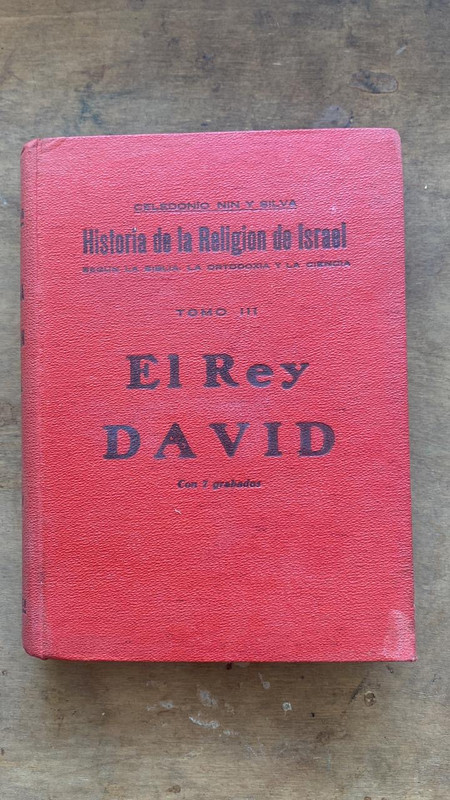 CELEDONIO NIN Y SILVA
Historia de la Religion de Israel
SEGUN LA BIBLIA, LA ORTODOXIA Y LA CIENCIA
TOMO III
El Rey
DAVID
Con 7 grabados